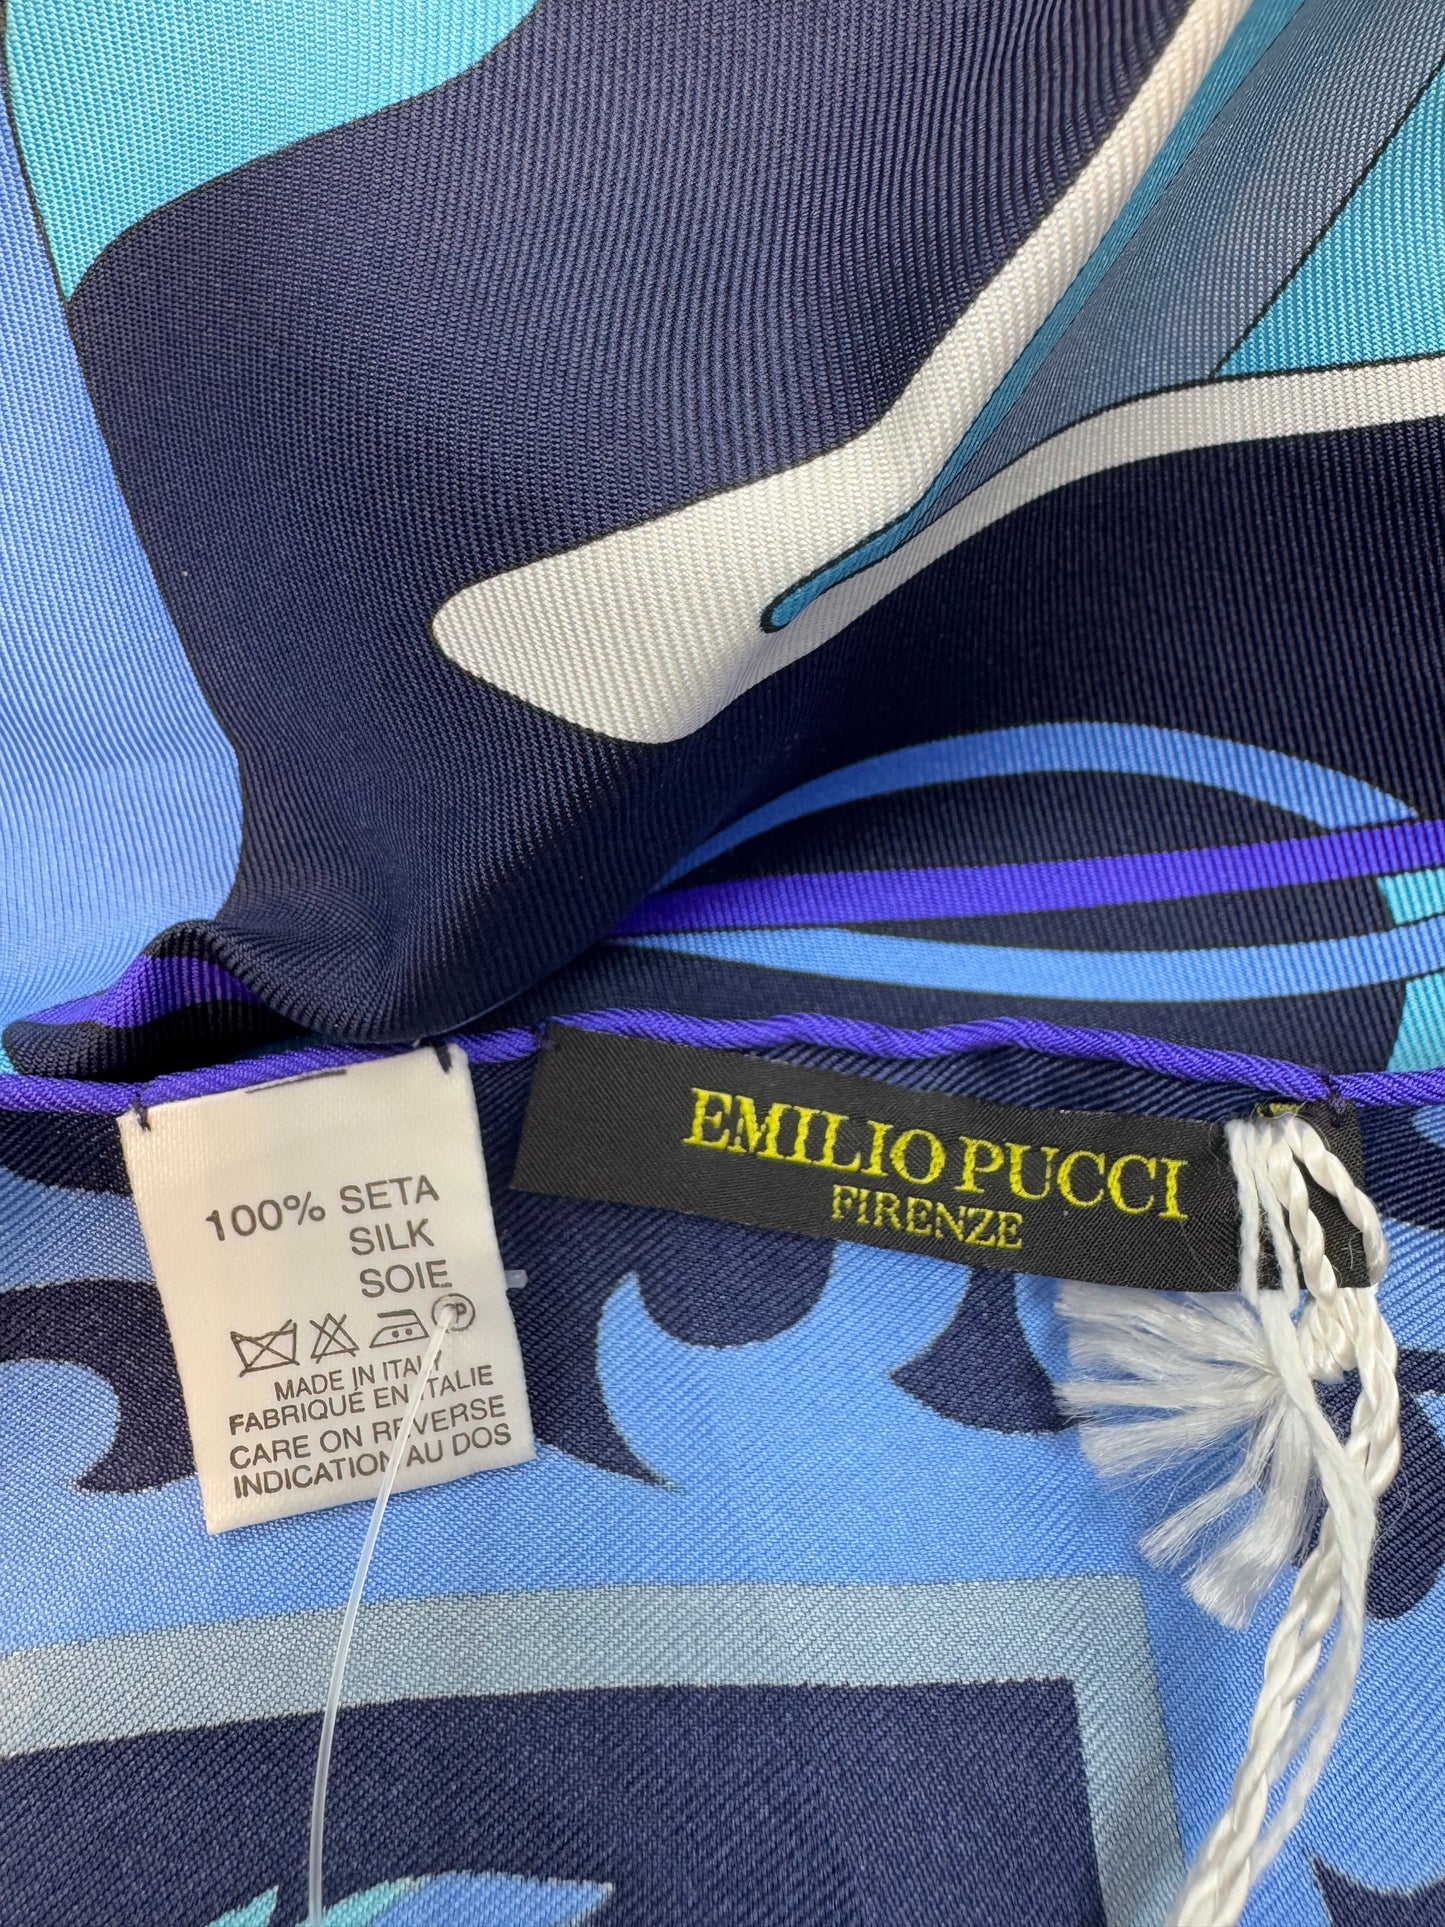 EMILIO PUCCI
FIRENZE
100% SETA
SILK
SOIE
P
MADE IN ITALY
FABRIQUÉ EN ITALIE
CARE ON REVERSE
INDICATION AU DOS